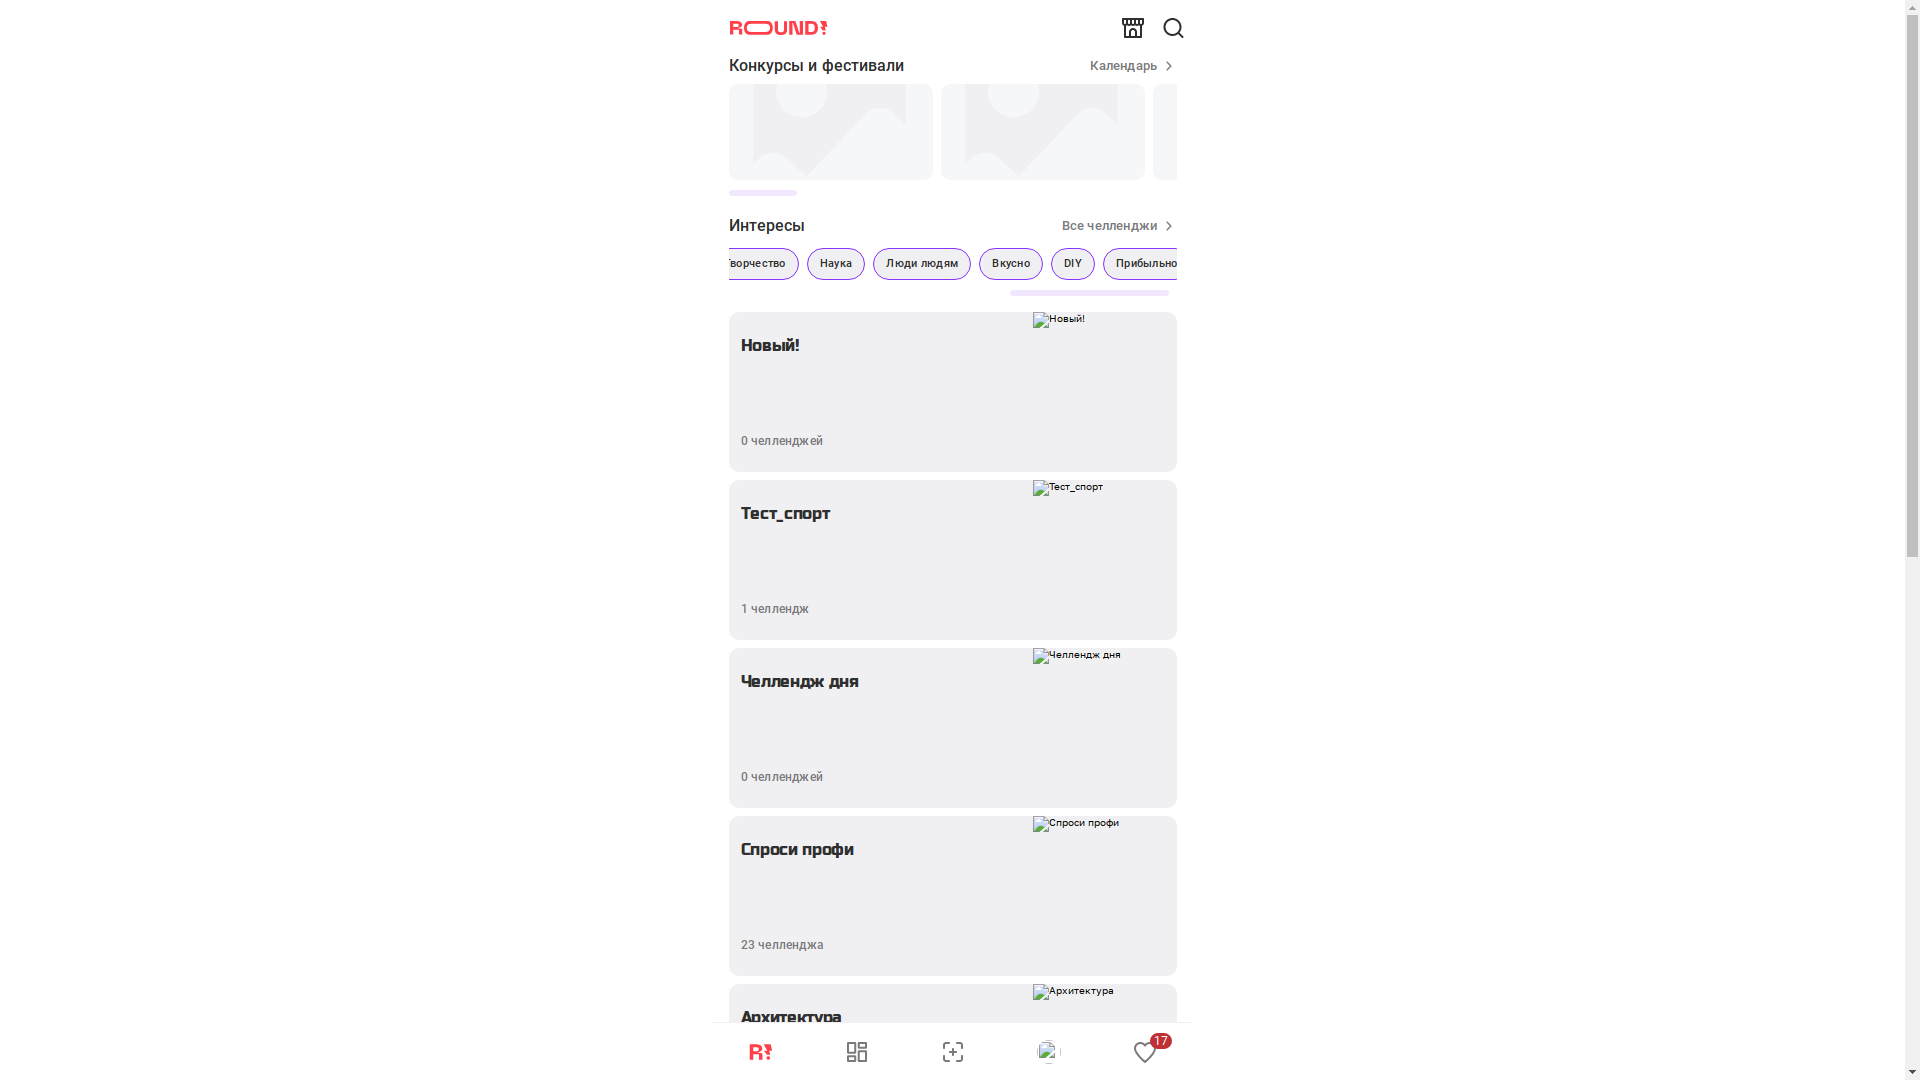 ROUND!
Конкурсы и фестивали
Календарь
Интересы
Все челленджи
Творчество
Наука
Люди людям
Вкусно
DIY
Прибыльно
Новый!
Новый!
0 челленджей
Тест_спорт
Тест_спорт
1 челлендж
Челлендж дня
Челлендж дня
0 челленджей
Спроси профи
Спроси профи
23 челленджа
Архитектура
Архитектура
R!
17